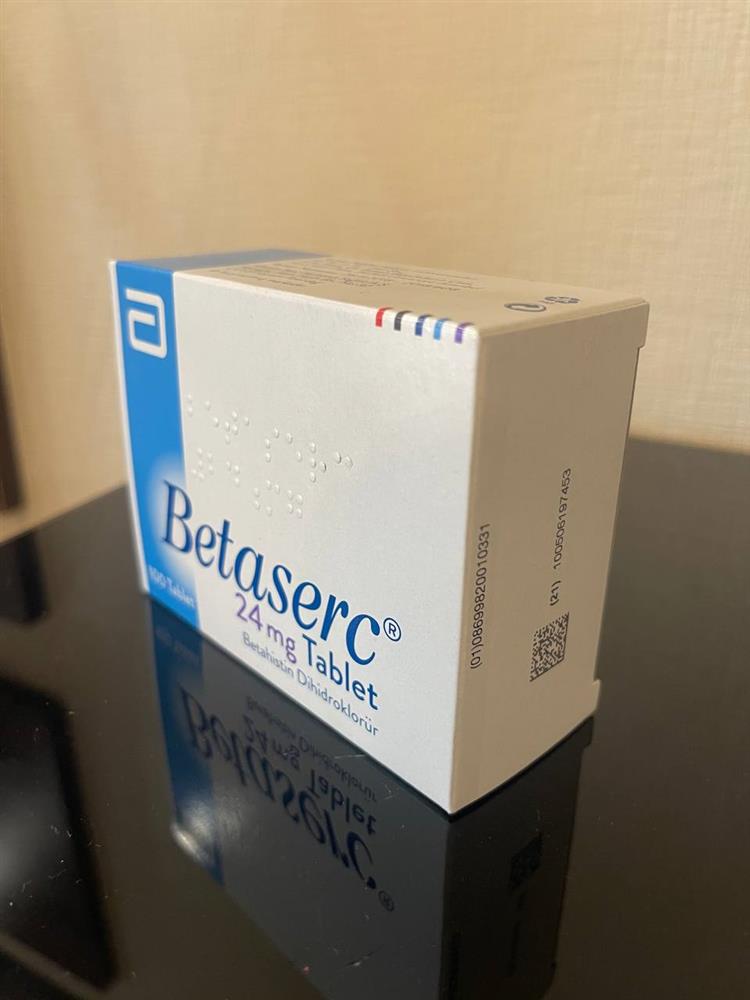 Betaserc®
24 mg Tablet
Betahistin Dihidroklorür
100 Tablet
(01)08699820010331
(21) 100506197453